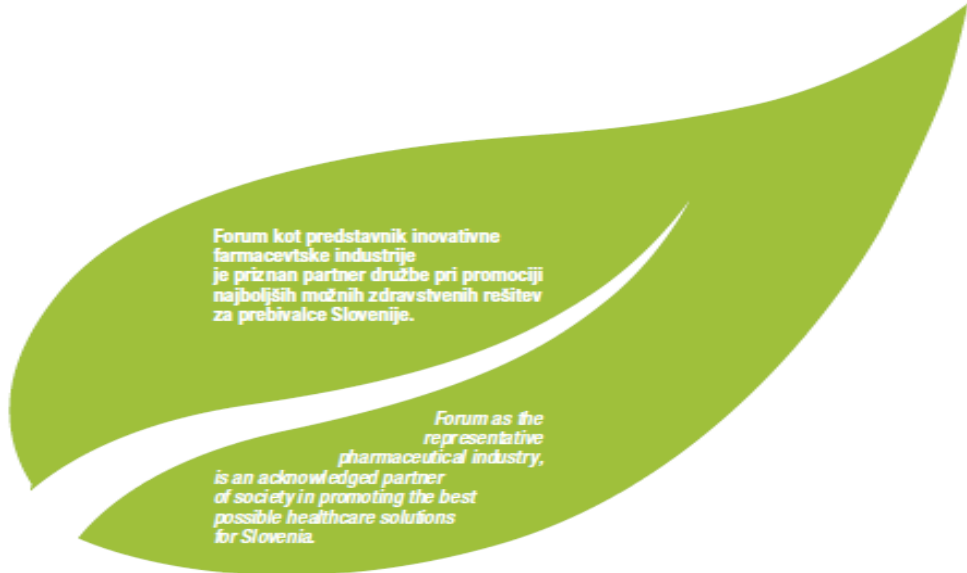 Forum kot predstavnik inovativne
farmacevtske industrije
je priznan partner družbe pri promociji
najboljših možnih zdravstvenih rešitev
za prebivalce Slovenije.
Forum as the
representative
pharmaceutical industry,
is an acknowledged partner
of society in promoting the best
possible healthcare solutions
for Slovenia.